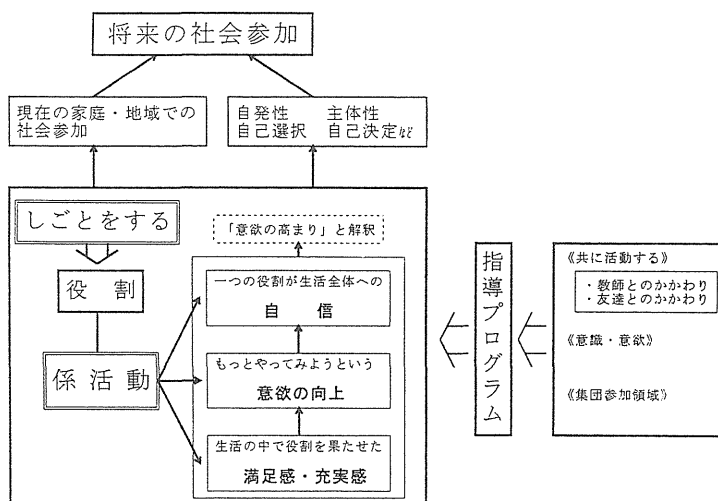 将来の社会参加
現在の家庭・地域での
社会参加
自発性 主体性
自己選択 自己決定など
しごとをする
役 割
係活動
「意欲の高まり」と解釈
一つの役割が生活全体への
自 信
もっとやってみようという
意欲の向上
生活の中で役割を果たせた
満足感・充実感
指導プログラム
《共に活動する》
・教師とのかかわり
・友達とのかかわり
《意識・意欲》
《集団参加領域》